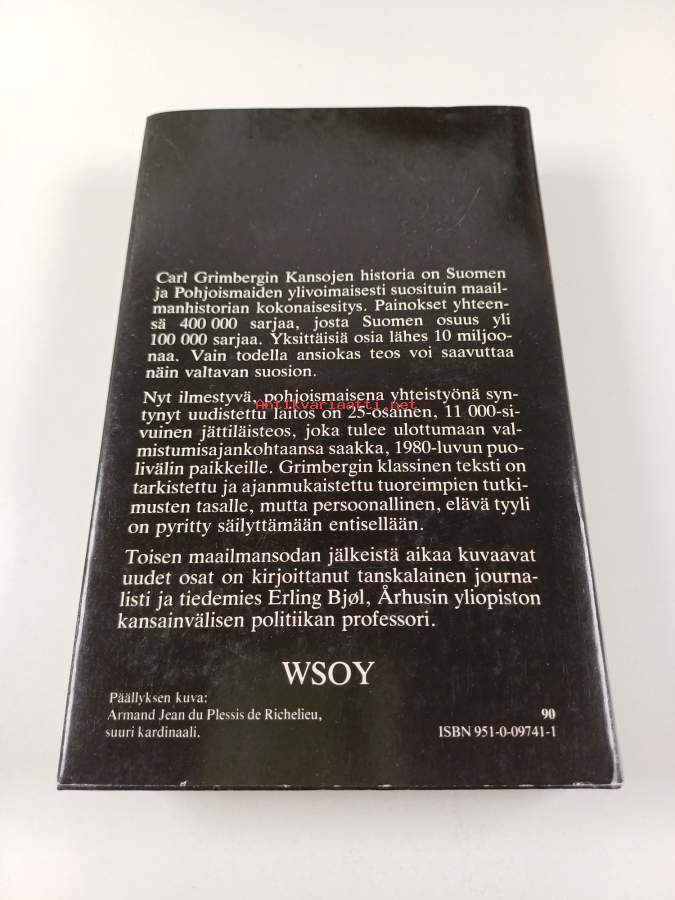 Carl Grimbergin Kansojen historia on Suomen
ja Pohjoismaiden ylivoimaisesti suosituin maail-
manhistorian kokonaisesitys. Painokset yhteen-
sä 400 000 sarjaa, josta Suomen osuus yli
100 000 sarjaa. Yksittäisiä osia lähes 10 miljoo-
naa. Vain todella ansiokas teos voi saavuttaa
näin valtavan suosion.
Nyt ilmestyvä, pohjoismaisena yhteistyönä syn-
Antikvariaatti.net
tynyt uudistettu laitos on 25-osainen, 11 000-si-
vuinen jättiläisteos, joka tulee ulottumaan val-
mistumisajankohtaansa saakka, 1980-luvun puo-
livälin paikkeille. Grimbergin klassinen teksti on
tarkistettu ja ajanmukaistettu tuoreimpien tutki-
musten tasalle, mutta persoonallinen, elävä tyyli
on pyritty säilyttämään entisellään.
Toisen maailmansodan jälkeistä aikaa kuvaavat
uudet osat on kirjoittanut tanskalainen journa-
listi ja tiedemies Erling Bjøl, Århusin yliopiston
kansainvälisen politiikan professori.
WSOY
Päällyksen kuva:
Armand Jean du Plessis de Richelieu,
suuri kardinaali.
90
ISBN 951-0-09741-1